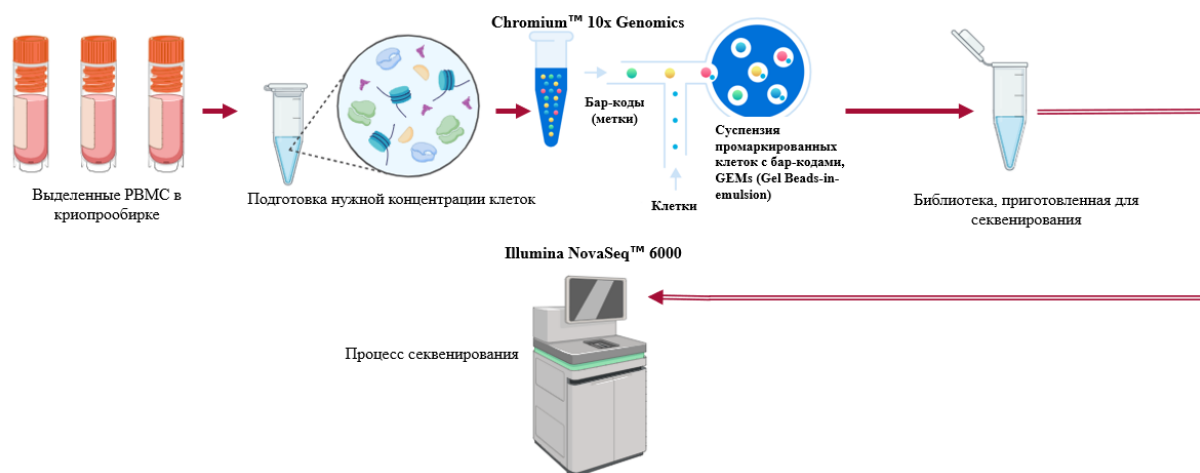 Chromium™ 10x Genomics
Бар-коды
(метки)
Суспензия
промаркированных
клеток с бар-кодами,
GEMs (Gel Beads-in-
emulsion)
Клетки
Выделенные PBMC в
криопробирке
Подготовка нужной концентрации клеток
Библиотека, приготовленная для
секвенирования
Illumina NovaSeq™ 6000
Процесс секвенирования